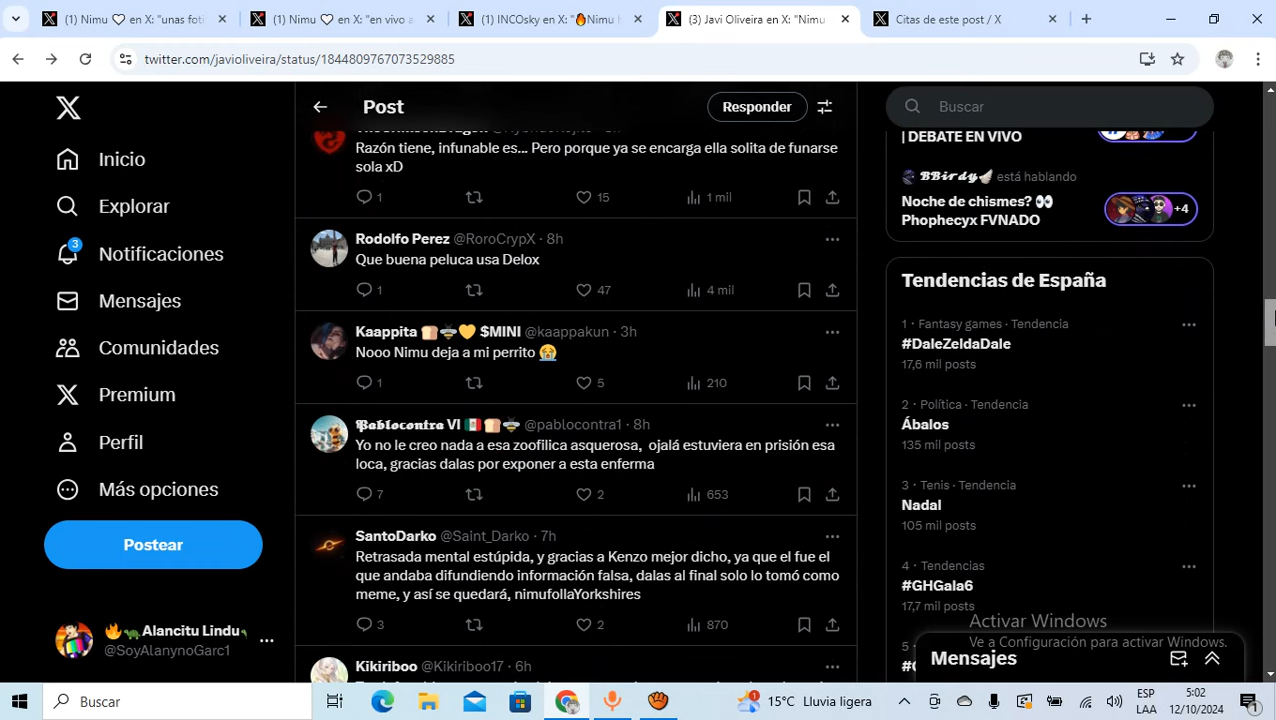 (1) Nimu 🤍 en X: "unas foti
(1) Nimu 🤍 en X: "en vivo a
(1) INCOsky en X: "🔥Nimu h
(3) Javi Oliveira en X: "Nimu
Citas de este post / X
twitter.com/javioliveira/status/1844809767073529885
Inicio
Explorar
3
Notificaciones
Mensajes
Comunidades
Premium
Perfil
Más opciones
Postear
🔥🐢Alancitu Lindu
@SoyAlanynoGarc1
Post
Responder
Razón tiene, infunable es... Pero porque ya se encarga ella solita de funarse
sola xD
1 15 1 mil
Rodolfo Perez @RoroCrypX · 8h
Que buena peluca usa Delox
1 47 4 mil
Kaappita 🍞🐝💛 $MINI @kaappakun · 3h
Nooo Nimu deja a mi perrito 😭
1 5 210
𝕻𝖆𝖇𝖑𝖔𝖈𝖔𝖓𝖙𝖗𝖆 VI 🇲🇽🍞🐝 @pablocontra1 · 8h
Yo no le creo nada a esa zoofilica asquerosa, ojalá estuviera en prisión esa
loca, gracias dalas por exponer a esta enferma
7 2 653
SantoDarko @Saint_Darko · 7h
Retrasada mental estúpida, y gracias a Kenzo mejor dicho, ya que el fue el
que andaba difundiendo información falsa, dalas al final solo lo tomó como
meme, y así se quedará, nimufollaYorkshires
3 2 870
Kikiriboo @Kikiriboo17 · 6h
Buscar
| DEBATE EN VIVO
𝓑𝓑𝓲𝓻𝓭𝔂🪽 está hablando
Noche de chismes? 👀
Phophecyx FVNADO
+4
Tendencias de España
1 · Fantasy games · Tendencia
#DaleZeldaDale
17,6 mil posts
2 · Política · Tendencia
Ábalos
135 mil posts
3 · Tenis · Tendencia
Nadal
105 mil posts
4 · Tendencias
#GHGala6
17,7 mil posts
5 ·
Activar Windows
Ve a Configuración para activar Windows.
Mensajes
Buscar
1
15°C Lluvia ligera
ESP
LAA
5:02
12/10/2024
1